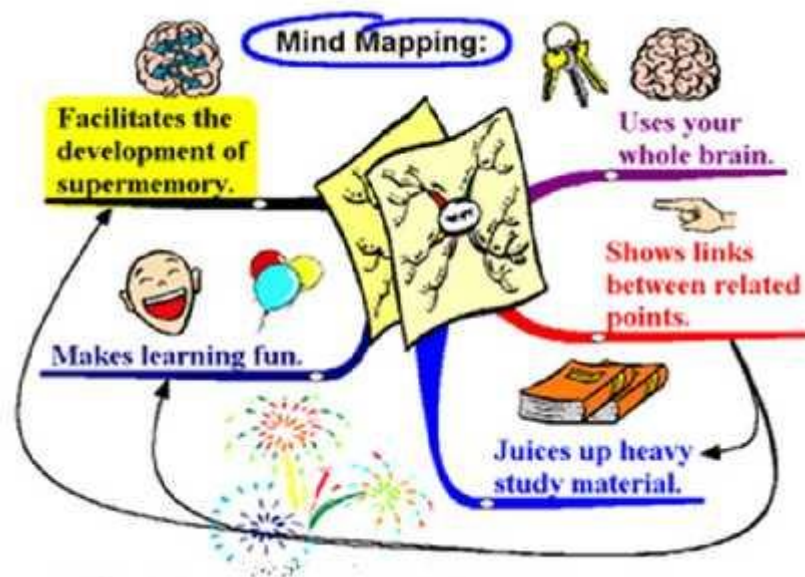 Mind Mapping:
Facilitates the
development of
supermemory.
Uses your
whole brain.
Shows links
between related
points.
Makes learning fun.
Juices up heavy
study material.